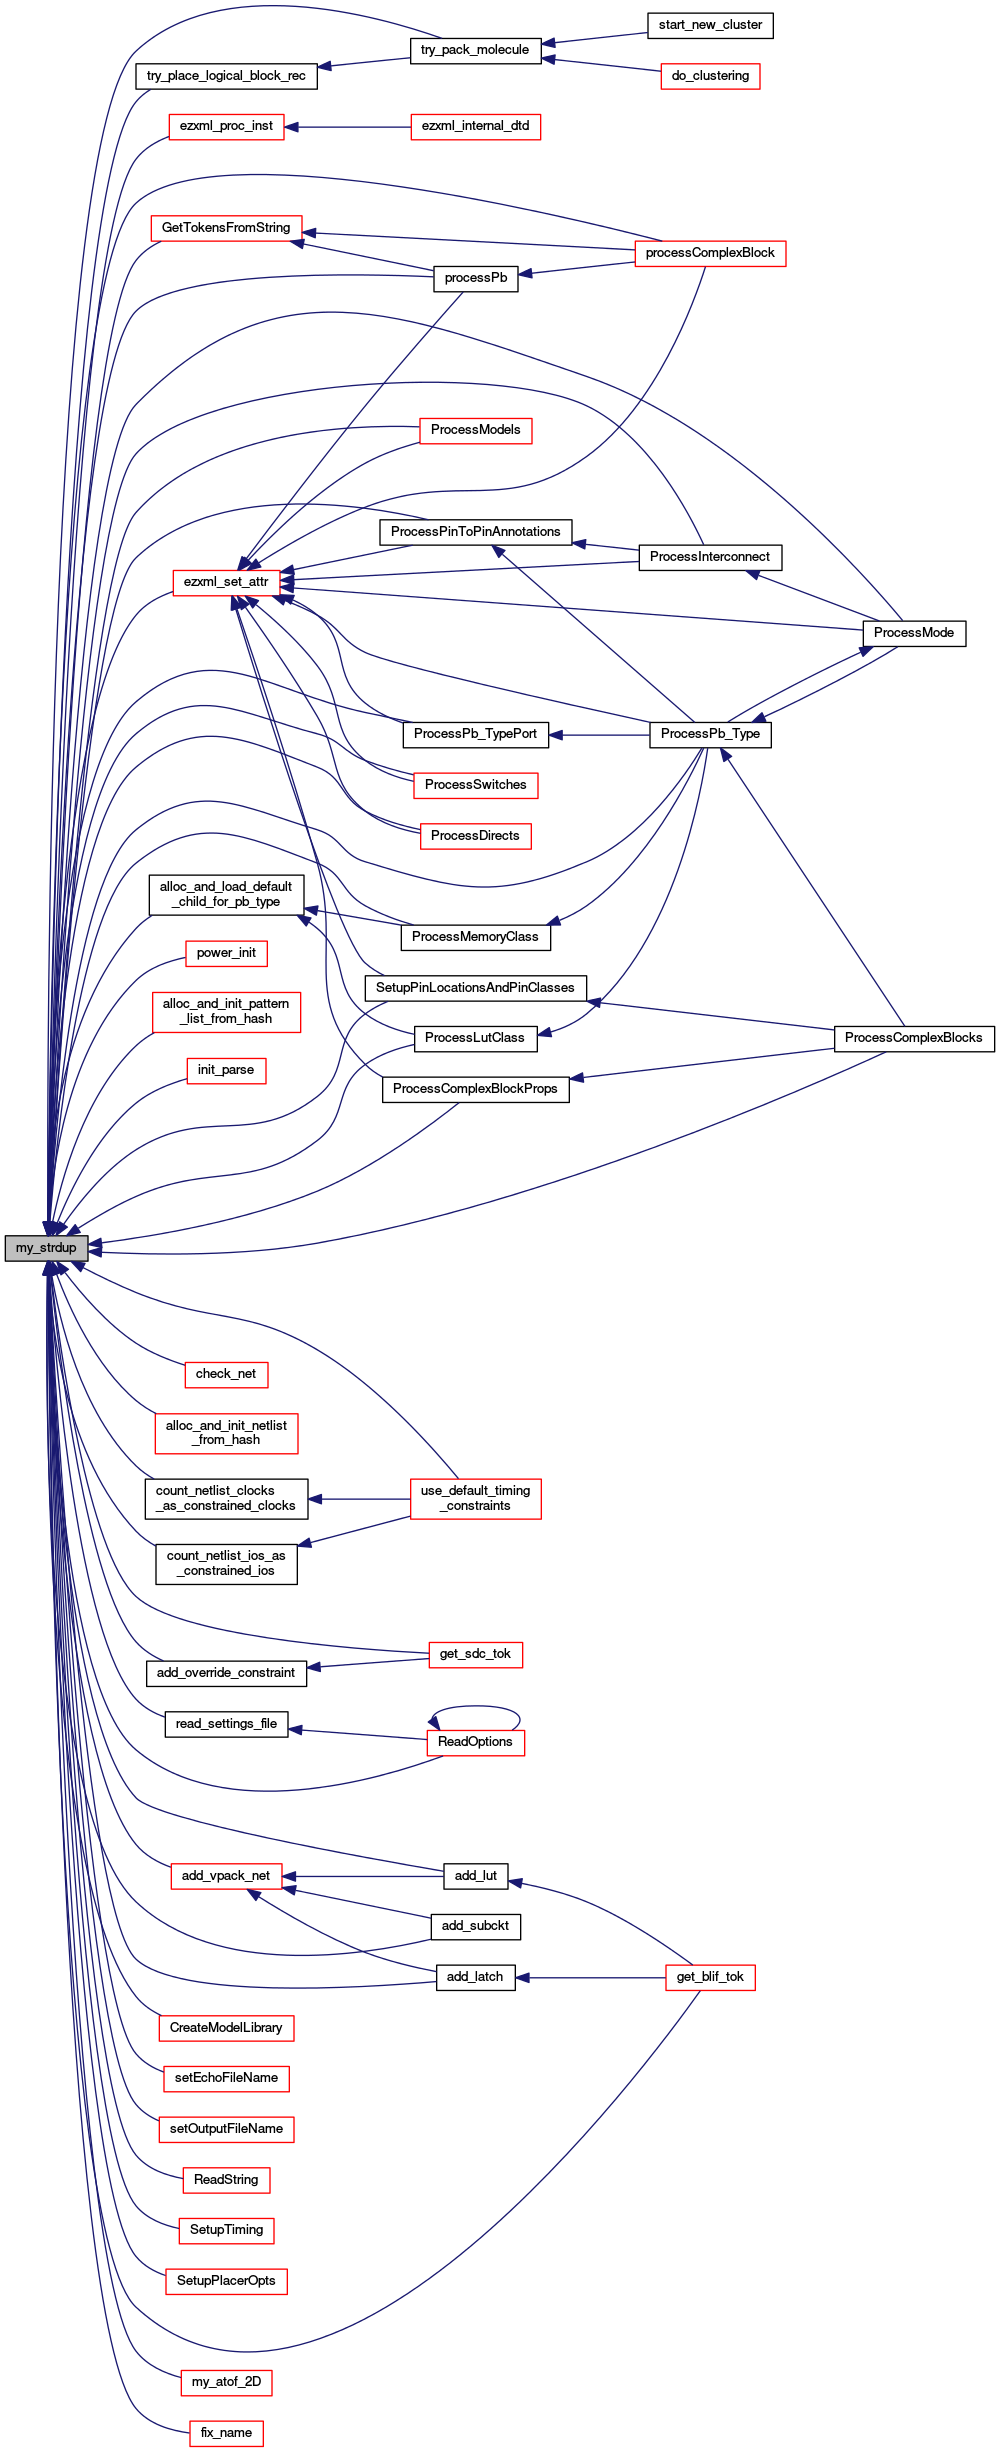 start_new_cluster
try_pack_molecule
try_place_logical_block_rec
do_clustering
ezxml_proc_inst
ezxml_internal_dtd
GetTokensFromString
processComplexBlock
processPb
ProcessModels
ProcessPinToPinAnnotations
ProcessInterconnect
ezxml_set_attr
ProcessMode
ProcessPb_TypePort
ProcessPb_Type
ProcessSwitches
ProcessDirects
alloc_and_load_default
_child_for_pb_type
ProcessMemoryClass
power_init
SetupPinLocationsAndPinClasses
alloc_and_init_pattern
_list_from_hash
ProcessLutClass
ProcessComplexBlocks
init_parse
ProcessComplexBlockProps
my_strdup
check_net
alloc_and_init_netlist
_from_hash
count_netlist_clocks
_as_constrained_clocks
use_default_timing
_constraints
count_netlist_ios_as
_constrained_ios
get_sdc_tok
add_override_constraint
read_settings_file
ReadOptions
add_vpack_net
add_lut
add_subckt
add_latch
get_blif_tok
CreateModelLibrary
setEchoFileName
setOutputFileName
ReadString
SetupTiming
SetupPlacerOpts
my_atof_2D
fix_name